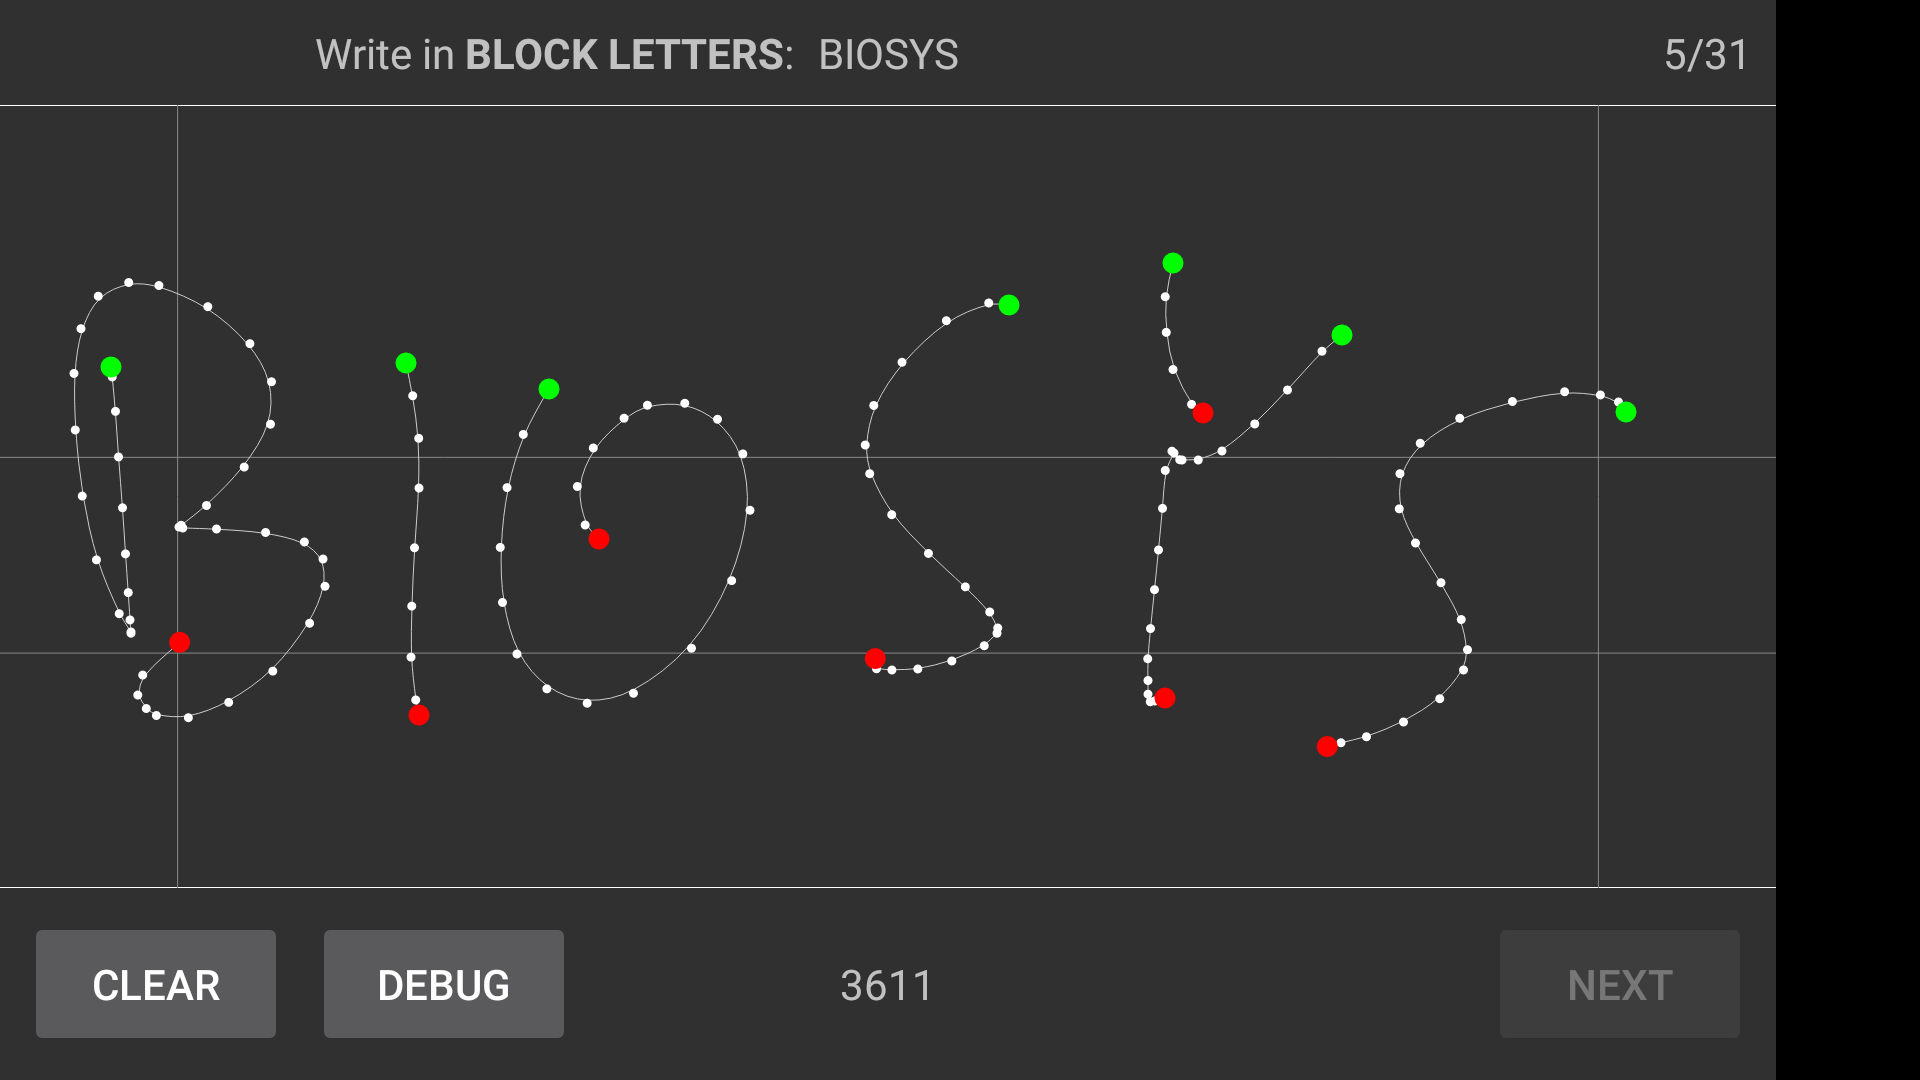 Write in BLOCK LETTERS: BIOSYS 5/31
BIOSYS
CLEAR DEBUG 3611 NEXT